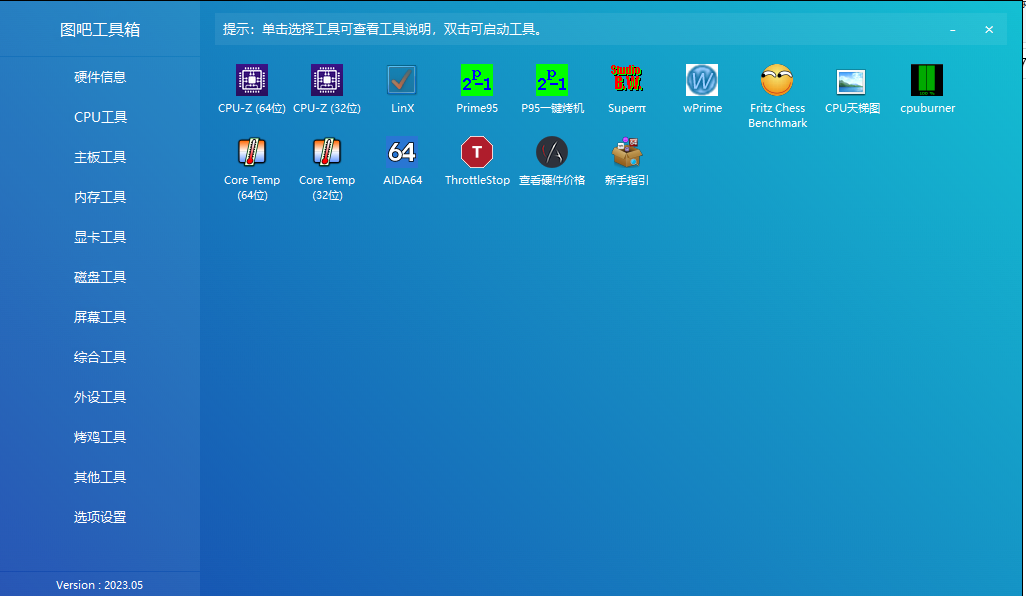 图吧工具箱
提示：单击选择工具可查看工具说明，双击可启动工具。
硬件信息
CPU工具
主板工具
内存工具
显卡工具
磁盘工具
屏幕工具
综合工具
外设工具
烤鸡工具
其他工具
选项设置
Version : 2023.05
CPU-Z (64位)
CPU-Z (32位)
LinX
2^P-1
Prime95
2^P-1
P95一键烤机
Studio
B.W.
Superπ
W
wPrime
Fritz Chess
Benchmark
CPU天梯图
100 %
cpuburner
Core Temp
(64位)
Core Temp
(32位)
64
AIDA64
T
ThrottleStop
查看硬件价格
新手指引